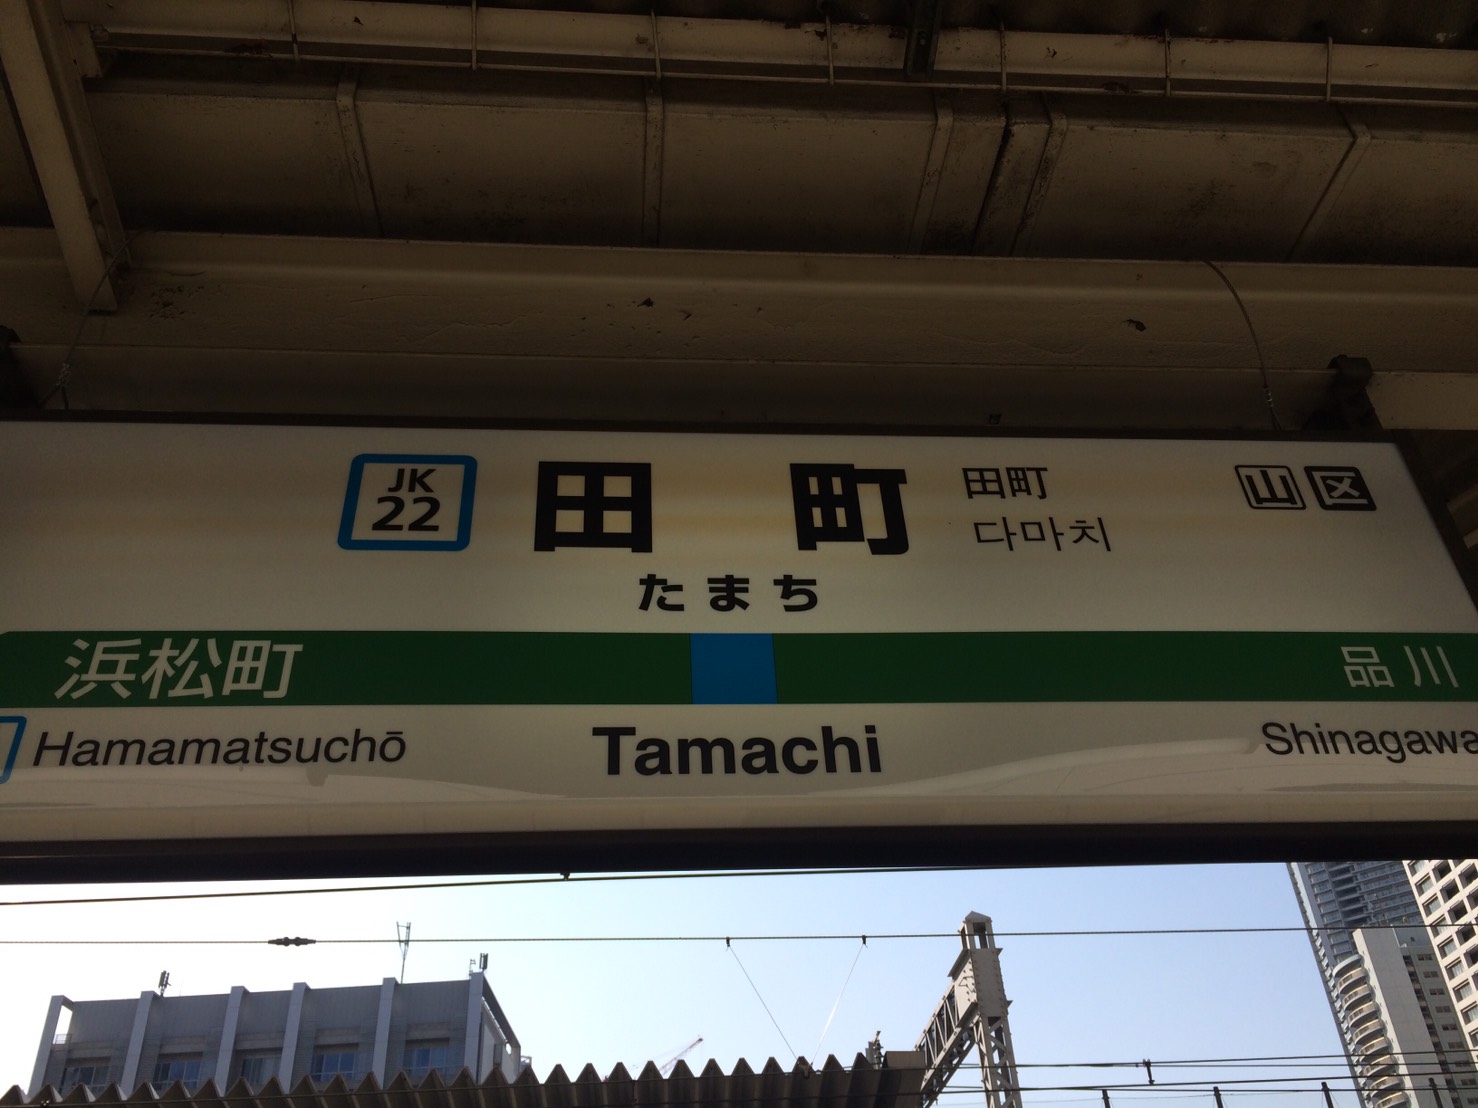 JK
22
田町
田町
다마치
山 区
たまち
浜松町
品川
Hamamatsuchō
Tamachi
Shinagawa